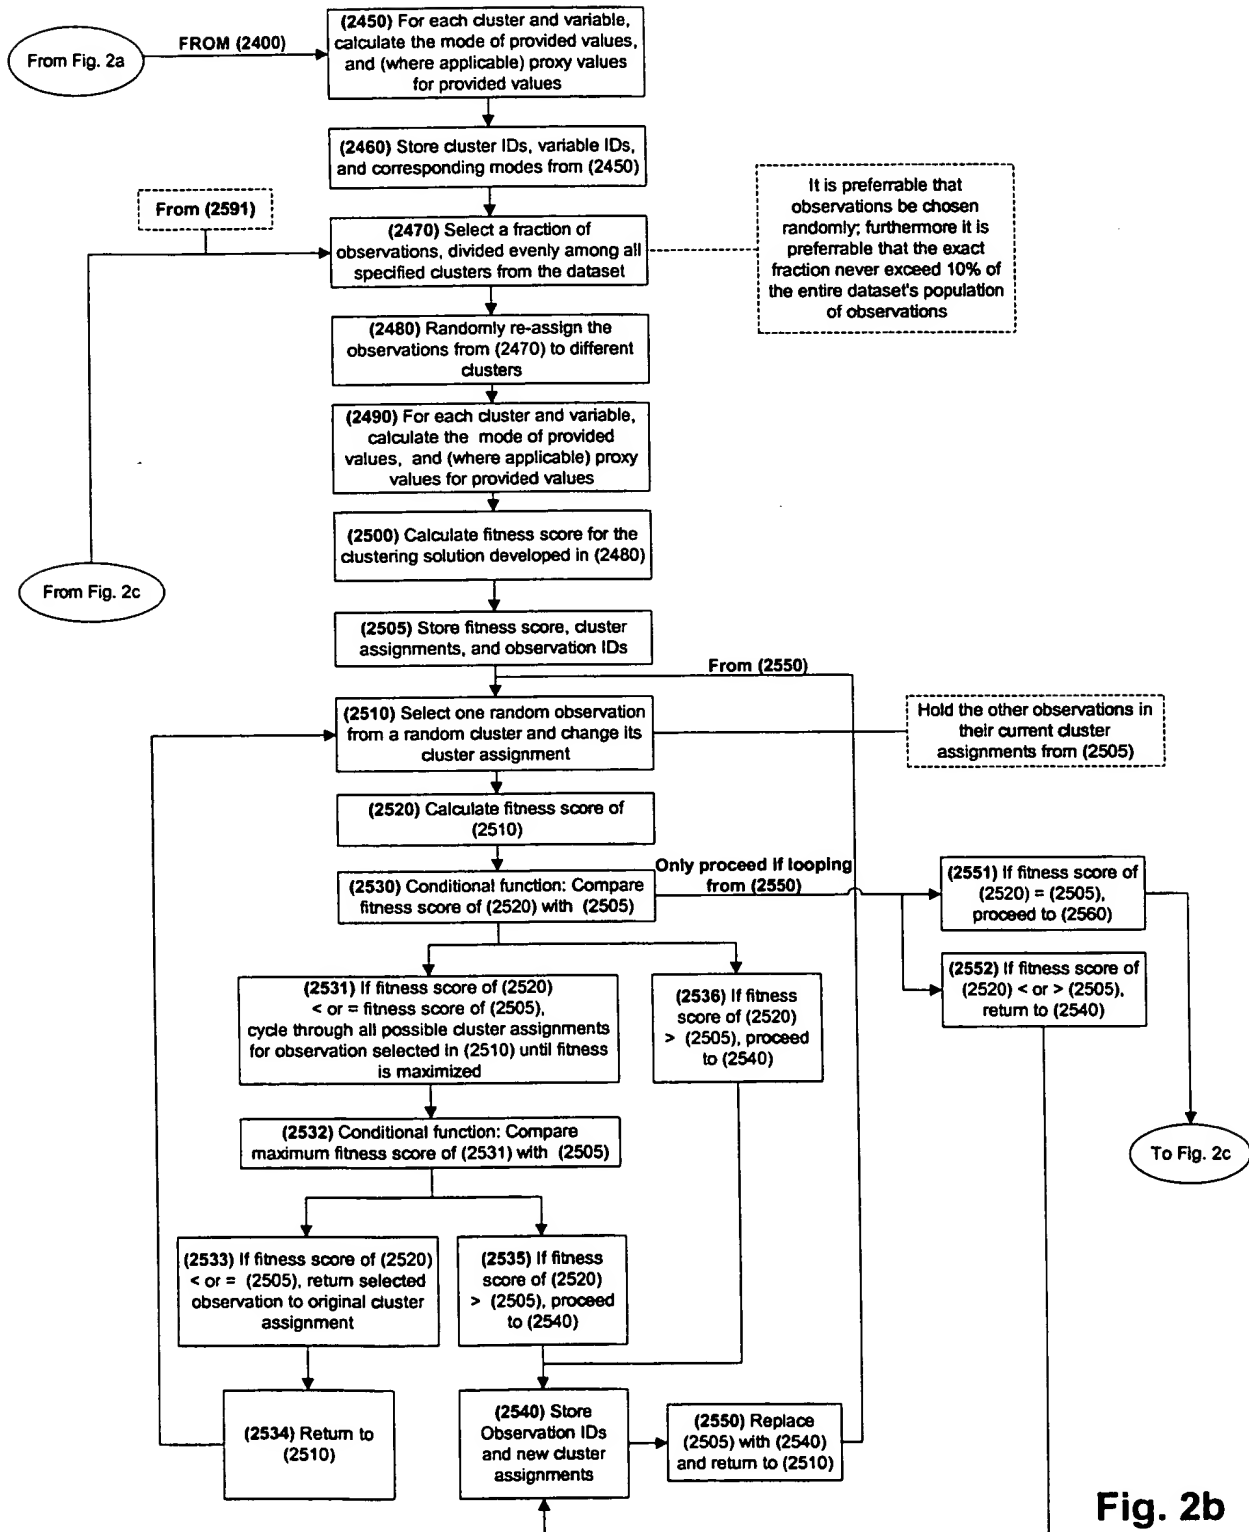 (2450) For each cluster and variable,
calculate the mode of provided values,
and (where applicable) proxy values
for provided values
From Fig. 2a
FROM (2400)
(2460) Store cluster IDs, variable IDs,
and corresponding modes from (2450)
From (2591)
(2470) Select a fraction of
observations, divided evenly among all
specified clusters from the dataset
It is preferrable that
observations be chosen
randomly; furthermore it is
preferrable that the exact
fraction never exceed 10% of
the entire dataset's population
of observations
(2480) Randomly re-assign the
observations from (2470) to different
clusters
(2490) For each cluster and variable,
calculate the mode of provided
values, and (where applicable) proxy
values for provided values
(2500) Calculate fitness score for the
clustering solution developed in (2480)
From Fig. 2c
(2505) Store fitness score, cluster
assignments, and observation IDs
From (2550)
(2510) Select one random observation
from a random cluster and change its
cluster assignment
Hold the other observations in
their current cluster
assignments from (2505)
(2520) Calculate fitness score of
(2510)
(2530) Conditional function: Compare
fitness score of (2520) with (2505)
Only proceed if looping
from (2550)
(2551) If fitness score of
(2520) = (2505),
proceed to (2560)
(2552) If fitness score of
(2520) < or > (2505),
return to (2540)
(2531) If fitness score of (2520)
< or = fitness score of (2505),
cycle through all possible cluster assignments
for observation selected in (2510) until fitness
is maximized
(2536) If fitness
score of (2520)
> (2505), proceed
to (2540)
(2532) Conditional function: Compare
maximum fitness score of (2531) with (2505)
To Fig. 2c
(2533) If fitness score of (2520)
< or = (2505), return selected
observation to original cluster
assignment
(2535) If fitness
score of (2520)
> (2505), proceed
to (2540)
(2534) Return to
(2510)
(2540) Store
Observation IDs
and new cluster
assignments
(2550) Replace
(2505) with (2540)
and return to (2510)
Fig. 2b